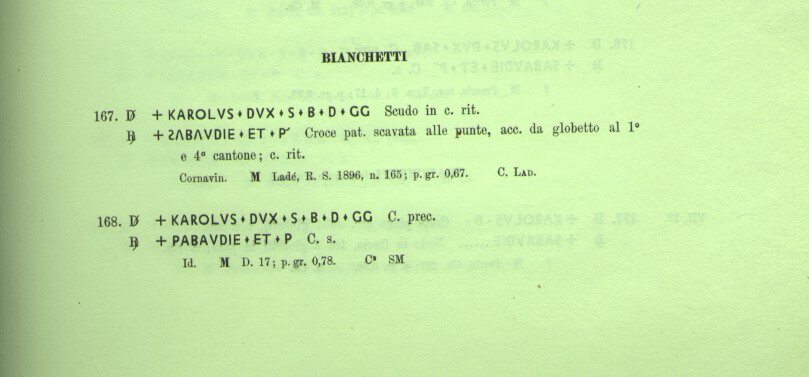 BIANCHETTI
167. D + KAROLVS • DVX • S • B • D • GG Scudo in c. rit.
R + SABAVDIE • ET • P Croce pat. scavata alle punte, acc. da globetto al 1°
e 4° cantone; c. rit.
Cornavin. M Ladé, R. S. 1896, n. 165; p. gr. 0,67. C. LAD.
168. D + KAROLVS • DVX • S • B • D • GG C. prec.
R + PABAVDIE • ET • P C. s.
Id. M D. 17; p. gr. 0,78. Cˢ SM